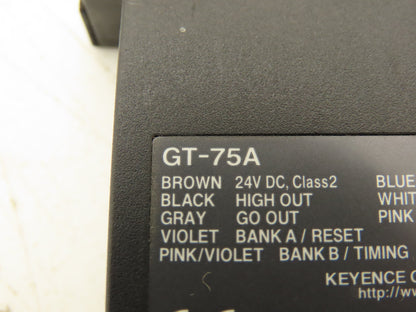 GT-75A
BROWN 24V DC, Class2 BLUE
BLACK HIGH OUT WHIT
GRAY GO OUT PINK
VIOLET BANK A / RESET
PINK/VIOLET BANK B / TIMING
KEYENCE C
http://ww